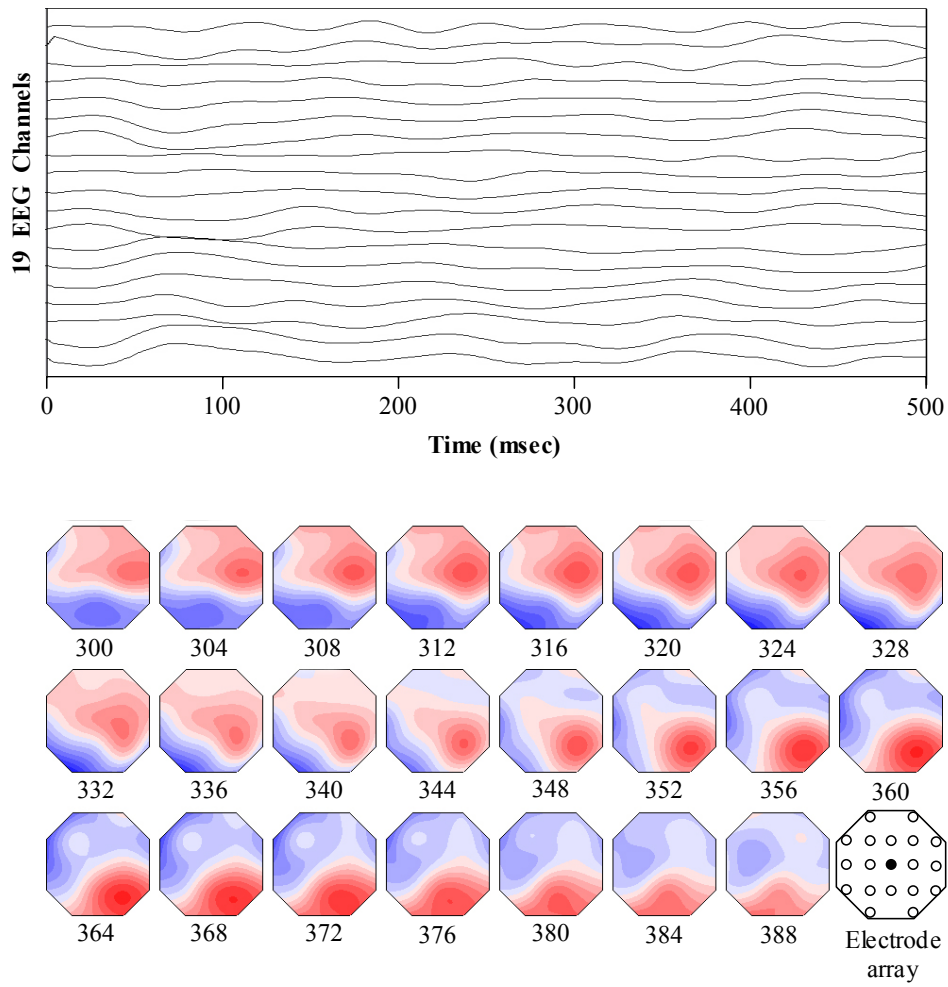 19 EEG Channels
0 100 200 300 400 500
Time (msec)
300 304 308 312 316 320 324 328
332 336 340 344 348 352 356 360
364 368 372 376 380 384 388
Electrode
array